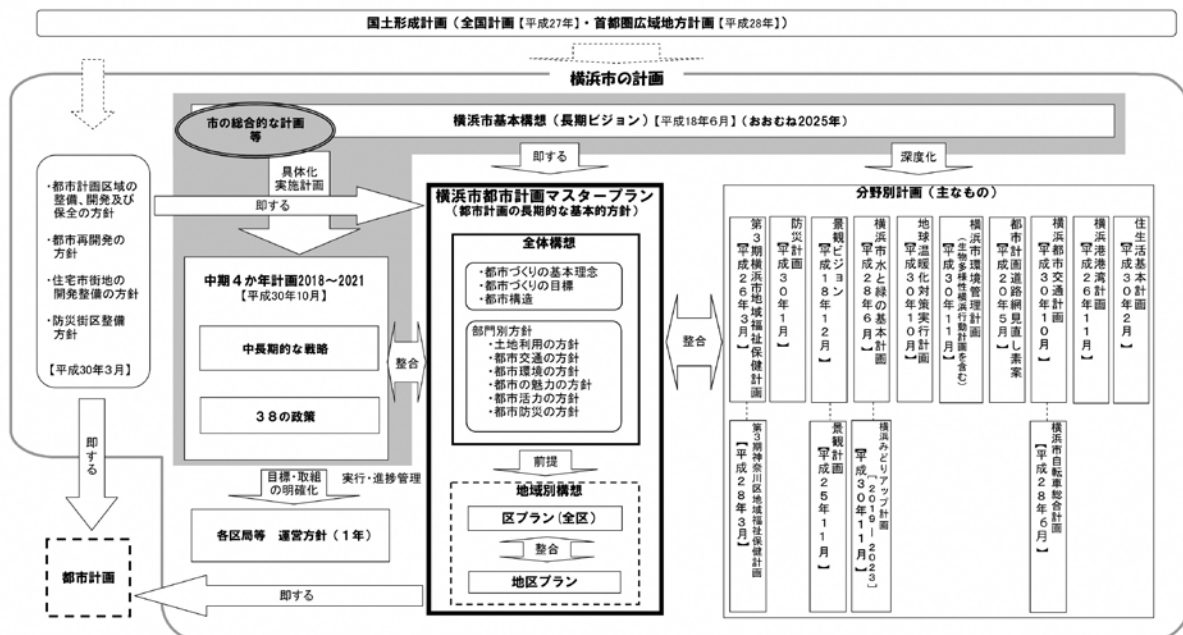 国土形成計画（全国計画【平成27年】・首都圏広域地方計画【平成28年】）
横浜市の計画
市の総合的な計画
等
横浜市基本構想（長期ビジョン）【平成18年6月】（おおむね2025年）
・都市計画区域の
整備、開発及び
保全の方針
・都市再開発の
方針
・住宅市街地の
開発整備の方針
・防災街区整備
方針
【平成30年3月】
即する
都市計画
具体化
実施計画
即する
中期４か年計画2018～2021
【平成30年10月】
中長期的な戦略
３８の政策
目標・取組
の明確化
実行・進捗管理
各区局等　運営方針（１年）
即する
整合
即する
横浜市都市計画マスタープラン
（都市計画の長期的な基本的方針）
全体構想
・都市づくりの基本理念
・都市づくりの目標
・都市構造
部門別方針
・土地利用の方針
・都市交通の方針
・都市環境の方針
・都市の魅力の方針
・都市活力の方針
・都市防災の方針
前提
地域別構想
区プラン（全区）
整合
地区プラン
整合
深度化
分野別計画（主なもの）
第３期横浜市地域福祉保健計画
【平成２６年３月】
防災計画
【平成３０年１月】
景観ビジョン
【平成１８年１２月】
横浜市水と緑の基本計画
【平成２８年６月】
地球温暖化対策実行計画
【平成３０年１０月】
横浜市環境管理計画
（生物多様性横浜行動計画を含む）
【平成３０年１１月】
都市計画道路網見直し素案
【平成２０年５月】
横浜都市交通計画
【平成３０年１０月】
横浜港港湾計画
【平成２６年１１月】
住生活基本計画
【平成３０年２月】
第３期神奈川区地域福祉保健計画
【平成２８年３月】
景観計画
【平成２５年１１月】
横浜みどりアップ計画
［２０１９－２０２３］
【平成３０年１１月】
横浜市自転車総合計画
【平成２８年６月】